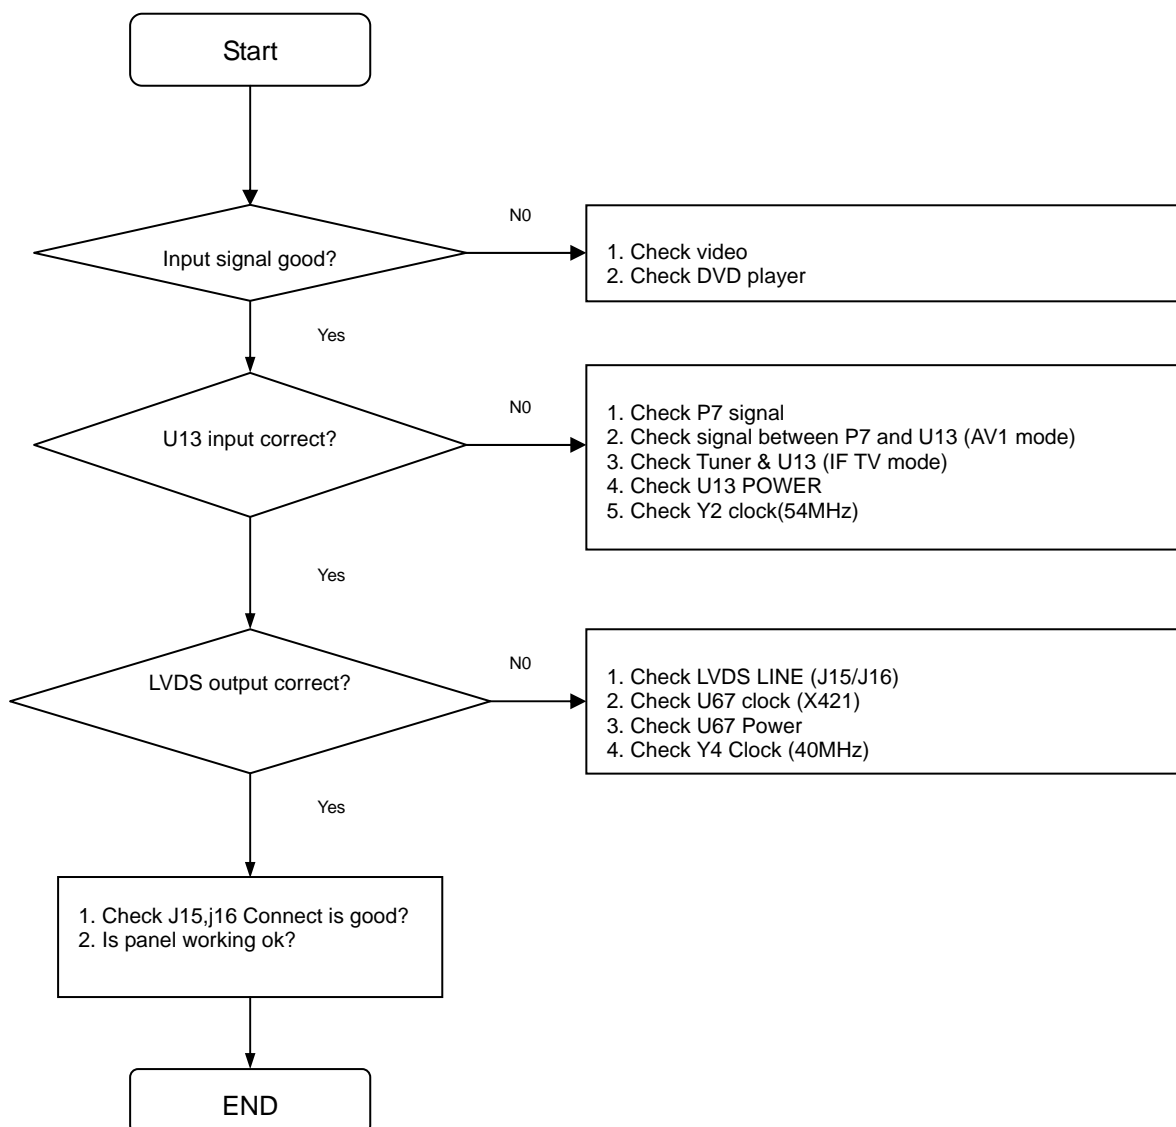 Start
N0
Input signal good?
1. Check video
2. Check DVD player
Yes
N0
U13 input correct?
1. Check P7 signal
2. Check signal between P7 and U13 (AV1 mode)
3. Check Tuner & U13 (IF TV mode)
4. Check U13 POWER
5. Check Y2 clock(54MHz)
Yes
N0
LVDS output correct?
1. Check LVDS LINE (J15/J16)
2. Check U67 clock (X421)
3. Check U67 Power
4. Check Y4 Clock (40MHz)
Yes
1. Check J15,j16 Connect is good?
2. Is panel working ok?
END